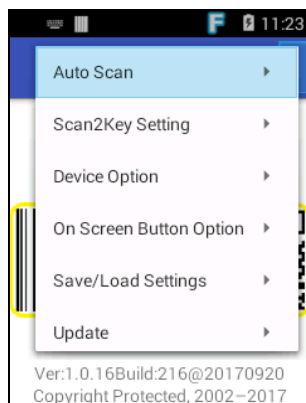 F 11:23
Auto Scan
Scan2Key Setting
Device Option
On Screen Button Option
Save/Load Settings
Update
Ver:1.0.16Build:216@20170920
Copyright Protected, 2002–2017